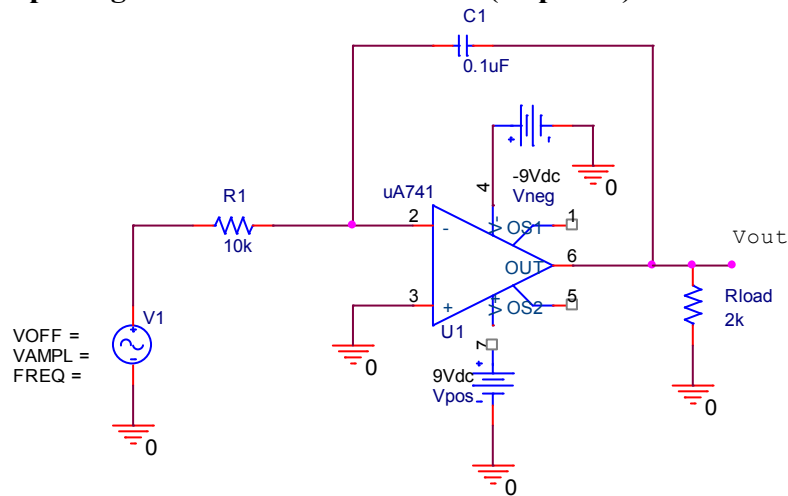 C1
0.1uF
-9Vdc
Vneg
0
R1
10k
uA741
4
V-
OS1
1
2
-
OUT
6
Vout
3
+
V+
OS2
5
U1
7
0
V1
VOFF =
VAMPL =
FREQ =
9Vdc
Vpos
Rload
2k
0
0
0